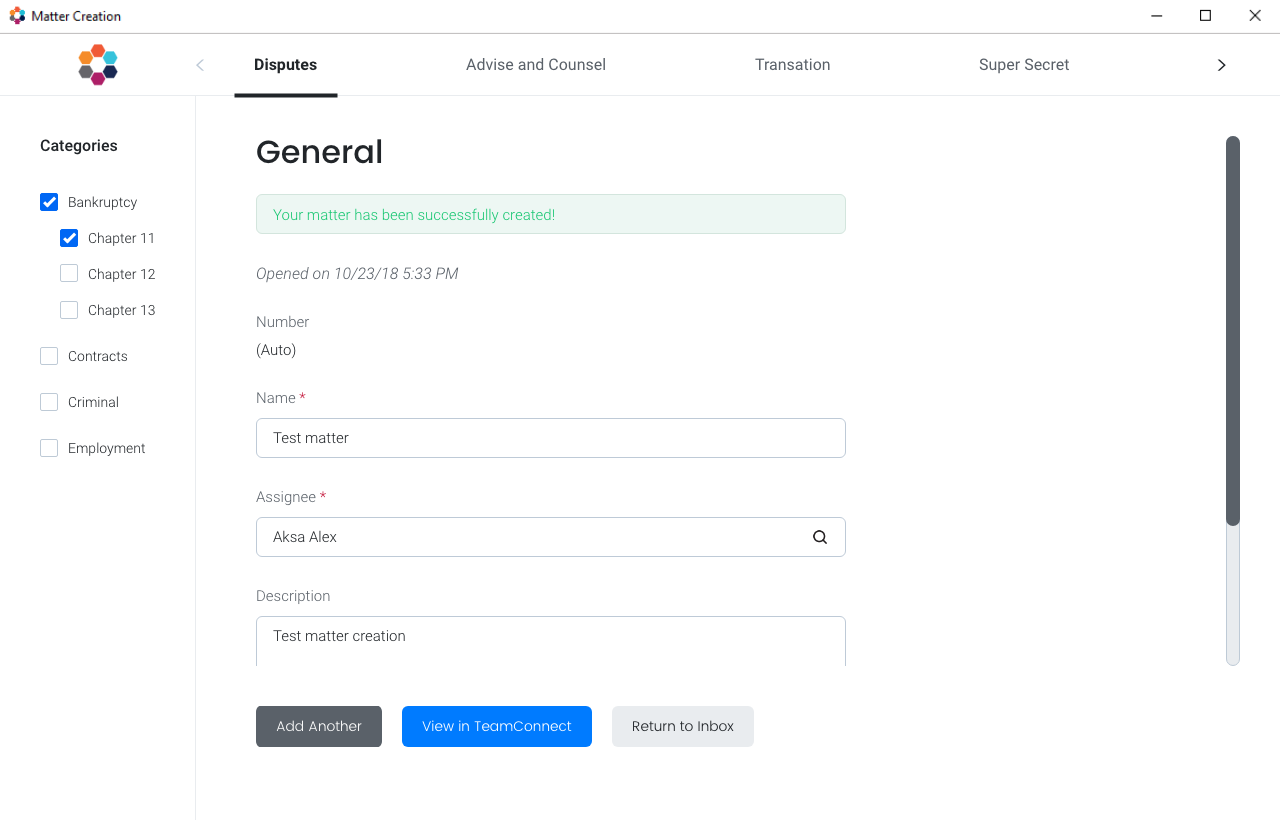 Matter Creation
Disputes
Advise and Counsel
Transation
Super Secret
Categories
Bankruptcy
Chapter 11
Chapter 12
Chapter 13
Contracts
Criminal
Employment
General
Your matter has been successfully created!
Opened on 10/23/18 5:33 PM
Number
(Auto)
Name *
Test matter
Assignee *
Aksa Alex
Description
Test matter creation
Add Another
View in TeamConnect
Return to Inbox